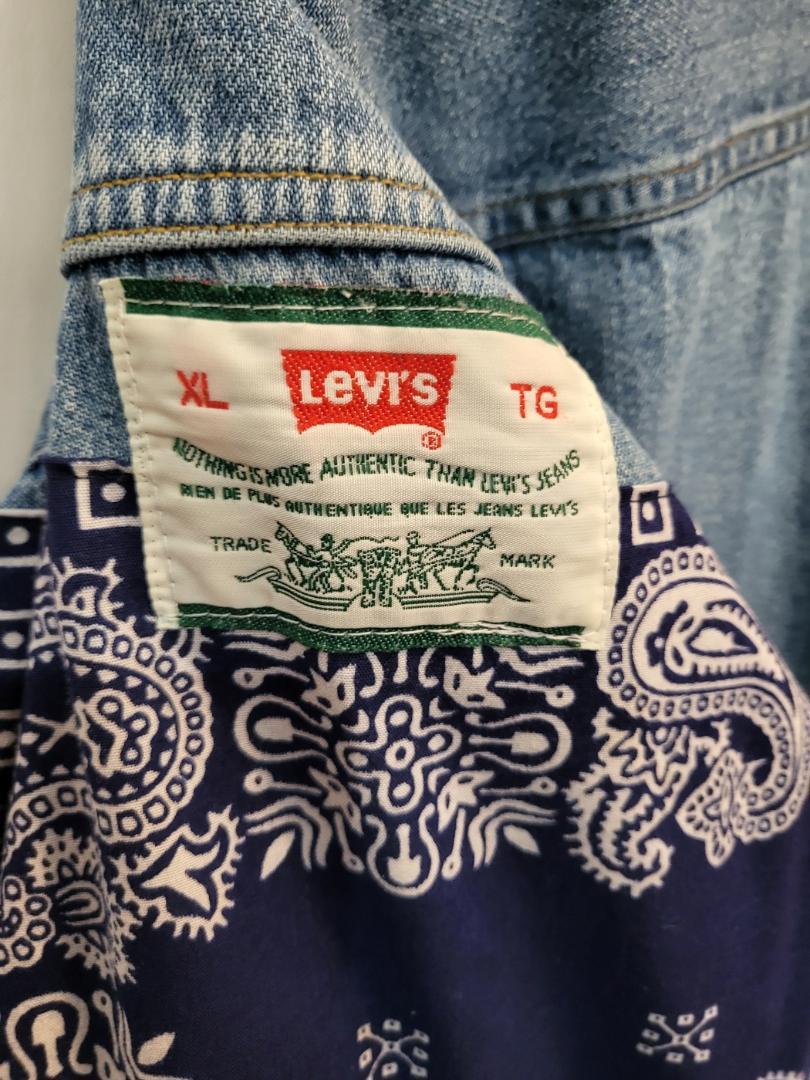 XL LEVI'S TG
®
NOTHING IS MORE AUTHENTIC THAN LEVI'S JEANS
RIEN DE PLUS AUTHENTIQUE QUE LES JEANS LEVI'S
TRADE MARK